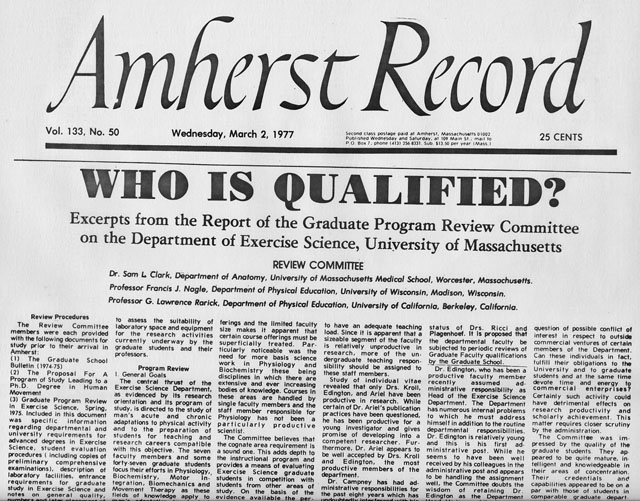 Amherst Record
Vol. 133, No. 50
Wednesday, March 2, 1977
Second class postage paid at Amherst, Massachusetts 01002
Published Wednesday and Saturday, at 109 Main St., mail to
P.O. Box 7; phone (413) 256 8331. Sub. $13.50 per year (Mass.)
25 CENTS
WHO IS QUALIFIED?
Excerpts from the Report of the Graduate Program Review Committee
on the Department of Exercise Science, University of Massachusetts
REVIEW COMMITTEE
Dr. Sam L. Clark, Department of Anatomy, University of Massachusetts Medical School, Worcester, Massachusetts.
Professor Francis J. Nagle, Department of Physical Education, University of Wisconsin, Madison, Wisconsin.
Professor G. Lawrence Rarick, Department of Physical Education, University of California, Berkeley, California.
Review Procedures
The Review Committee
members were each provided
with the following documents for
study prior to their arrival in
Amherst:
(1) The Graduate School
Bulletin (1974-75)
(2) The Proposal For A
Program of Study Leading to a
Ph.D. Degree in Human
Movement
(3) Graduate Program Review
in Exercise Science, Spring,
1975. Included in this document
was specific information
regarding departmental and
university requirements for
advanced degrees in Exercise
Science, student evaluation
procedures (including copies of
preliminary comprehensive
examinations), description of
laboratory facilities, entrance
requirements for graduate
study in Exercise Science and
notes on general quality,
to assess the suitability of
laboratory space and equipment
for the research activities
currently underway by the
graduate students and their
professors.
Program Review
I. General Comments
The central thrust of the
Exercise Science Department,
as evidenced by its research
orientation and its program of
study, is directed to the study of
man's acute and chronic
adaptations to physical activity
and to the preparation of
students for teaching and
research careers compatible
with this objective. The seven
faculty members and some
forty-seven graduate students
focus their efforts in Physiology,
Biochemistry, Motor In-
tegration, Biomechanics and
Exercise Therapy as these
fields of knowledge apply to
ferings and the limited faculty
size makes it apparent that
certain course offerings must be
superficially treated. Par-
ticularly noticeable was the
need for more basic science
work in Physiology and
Biochemistry these being
disciplines in which there are
extensive and ever increasing
bodies of knowledge. Courses in
these areas are handled by
single faculty members and the
staff member responsible for
Physiology has not been a
particularly productive
scientist.
The Committee believes that
the cognate area requirement is
a sound one. This adds depth to
the instructional program and
provides a means of evaluating
Exercise Science graduate
students in competition with
students from other areas of
study. On the basis of the
evidence available the
to have an adequate teaching
load. Since it is apparent that a
sizeable segment of the faculty
is relatively unproductive in
research, more of the un-
dergraduate teaching respon-
sibility should be assigned to
these staff members.
Study of individual vitae
revealed that only Drs. Kroll,
Edington, and Ariel have been
productive in research. While
certain of Dr. Ariel's publication
or actions have been questioned,
he has been productive for a
young investigator and gives
promise of developing into a
competent researcher. Fur-
thermore, Dr. Ariel appears to
be well accepted by Drs. Kroll
and Edington, the most
productive members of the
department.
Dr. Campney has had ad-
ministrative responsibilities for
the past eight years which has
status of Drs. Ricci and
Plagenhoef. It is proposed that
the departmental faculty be
subjected to periodic reviews of
Graduate Faculty qualifications
by the Graduate School.
Dr. Edington, who has been a
productive faculty member
recently assumed ad-
ministrative responsibility as
Head of the Exercise Science
Department. The Department
has numerous internal problems
to which he must address
himself in addition to the routine
departmental responsibilities.
Dr. Edington is relatively young
and this is his first ad-
ministrative post. While he
seems to have been well
received by his colleagues in the
administrative post and appears
to be handling the assignment
well, the Committee doubts the
wisdom of retaining Dr.
question of possible conflict of
interest in respect to outside
commercial ventures of certain
members of the Department.
Can these individuals in fact,
fulfill their obligations to the
University and to graduate
students and at the same time
devote time and energy to
commercial enterprises?
Certainly such activity could
have detrimental effects on
research productivity and
scholarly achievement. This
matter requires closer scrutiny
by the administration.
The Committee was im-
pressed by the quality of the
graduate students. They ap-
peared to be quite mature, in-
telligent and knowledgeable in
their areas of concentration.
Their credentials and
capabilities appeared to be on a
par with those of students